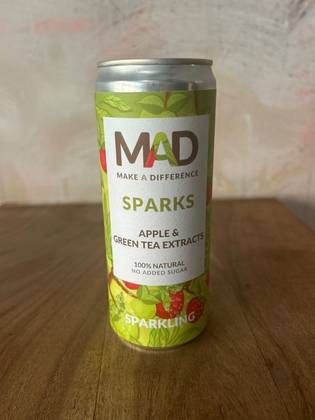 MAD
MAKE A DIFFERENCE
SPARKS
APPLE &
GREEN TEA EXTRACTS
100% NATURAL
NO ADDED SUGAR
SPARKLING